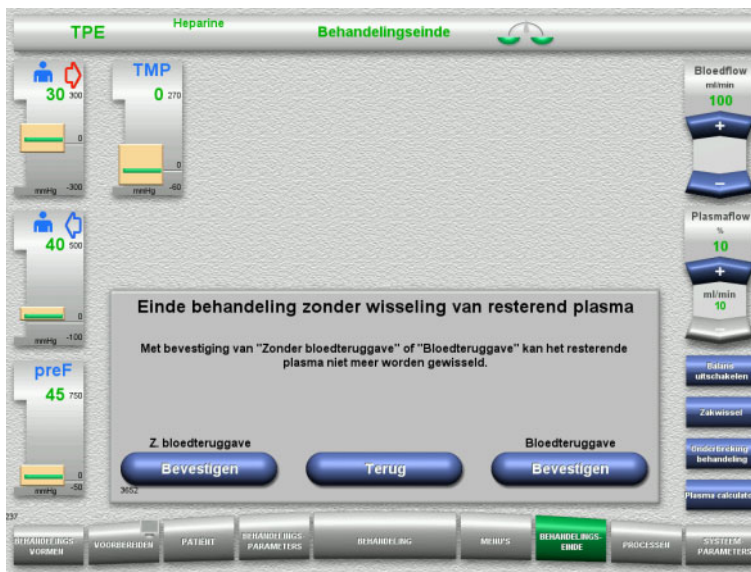 TPE
Heparine
Behandelingseinde
30 300
0
mmHg -300
TMP
0 270
0
mmHg -60
40 500
0
mmHg -100
preF
45 750
0
mmHg -50
Bloedflow
ml/min
100
+
–
Plasmaflow
%
10
+
ml/min
10
–
Einde behandeling zonder wisseling van resterend plasma
Met bevestiging van "Zonder bloedteruggave" of "Bloedteruggave" kan het resterende
plasma niet meer worden gewisseld.
Z. bloedteruggave
Bevestigen
Terug
Bloedteruggave
Bevestigen
3652
Balans
uitschakelen
Zakwissel
Onderbreking
behandeling
Plasma calculato
237
BEHANDELINGS-
VORMEN
VOORBEREIDEN
PATIËNT
BEHANDELINGS
PARAMETERS
BEHANDELING
MENU'S
BEHANDELINGS-
EINDE
PROCESSEN
SYSTEEM
PARAMETERS